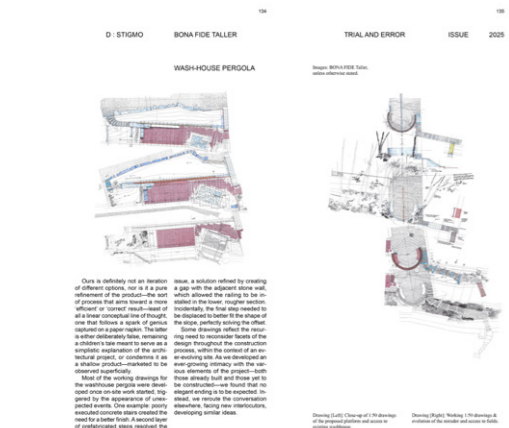 134
D : STIGMO
BONA FIDE TALLER
WASH-HOUSE PERGOLA
Ours is definitely not an iteration
of different options, nor is it a pure
refinement of the product—the sort
of process that aims toward a more
'efficient' or 'correct' result—least of
all a linear conceptual line of thought,
one that follows a spark of genius
captured on a paper napkin. The latter
is either deliberately false, remaining
a children's tale meant to serve as a
simplistic explanation of the archi-
tectural project, or condemns it as
a shallow product—marketed to be
observed superficially.
Most of the working drawings for
the washhouse pergola were devel-
oped once on-site work started, trig-
gered by the appearance of unex-
pected events. One example: poorly
executed concrete stairs created the
need for a better finish. A second layer
of prefabricated steps resolved the
issue, a solution refined by creating
a gap with the adjacent stone wall,
which allowed the railing to be in-
stalled in the lower, rougher section.
Incidentally, the final step needed to
be displaced to better fit the shape of
the slope, perfectly solving the offset.
Some drawings reflect the recur-
ring need to reconsider facets of the
design throughout the construction
process, within the context of an ev-
er-evolving site. As we developed an
ever-growing intimacy with the var-
ious elements of the project—both
those already built and those yet to
be constructed—we found that no
elegant ending is to be expected. In-
stead, we reroute the conversation
elsewhere, facing new interlocutors,
developing similar ideas.
135
TRIAL AND ERROR
ISSUE
2025
Images: BONA FIDE Taller,
unless otherwise stated.
Drawing [Left]: Close-up of 1:50 drawings
of the proposed platform and access to
existing washhouse.
Drawing [Right]: Working 1:50 drawings &
evolution of the extrados and access to fields.